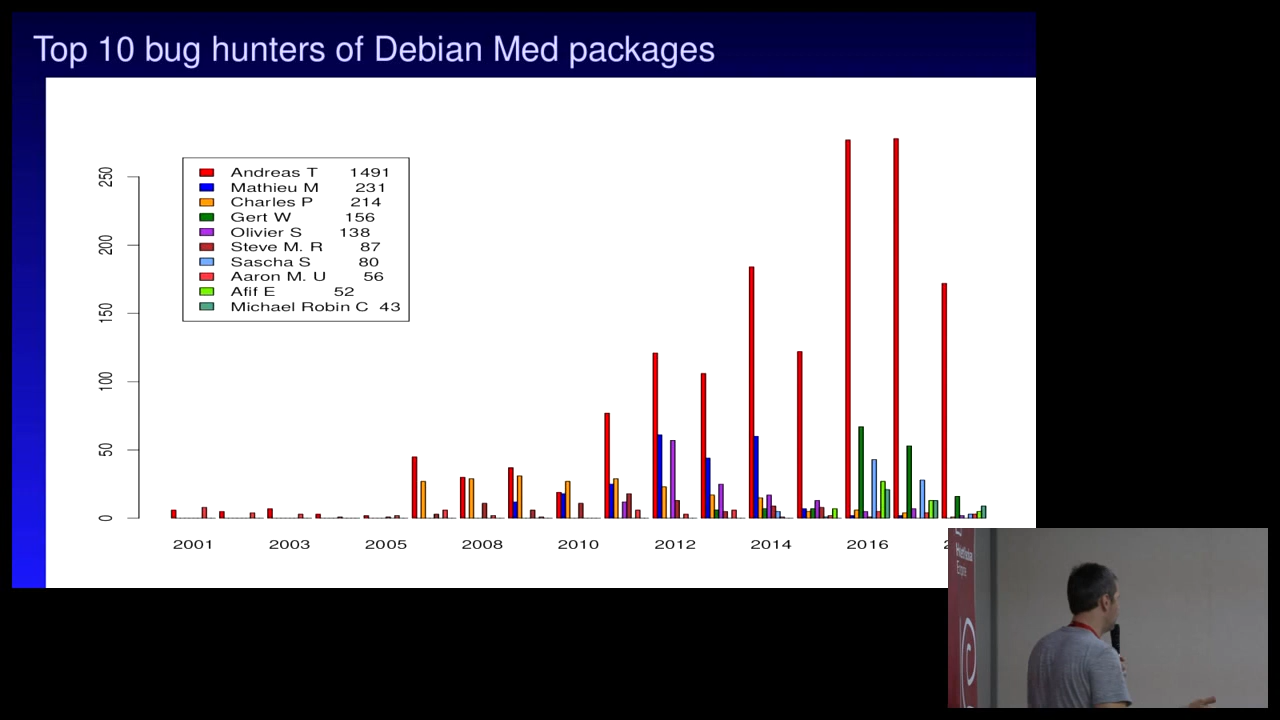 Top 10 bug hunters of Debian Med packages
250
200
150
100
50
0
Andreas T 1491
Mathieu M 231
Charles P 214
Gert W 156
Olivier S 138
Steve M. R 87
Sascha S 80
Aaron M. U 56
Afif E 52
Michael Robin C 43
2001 2003 2005 2008 2010 2012 2014 2016